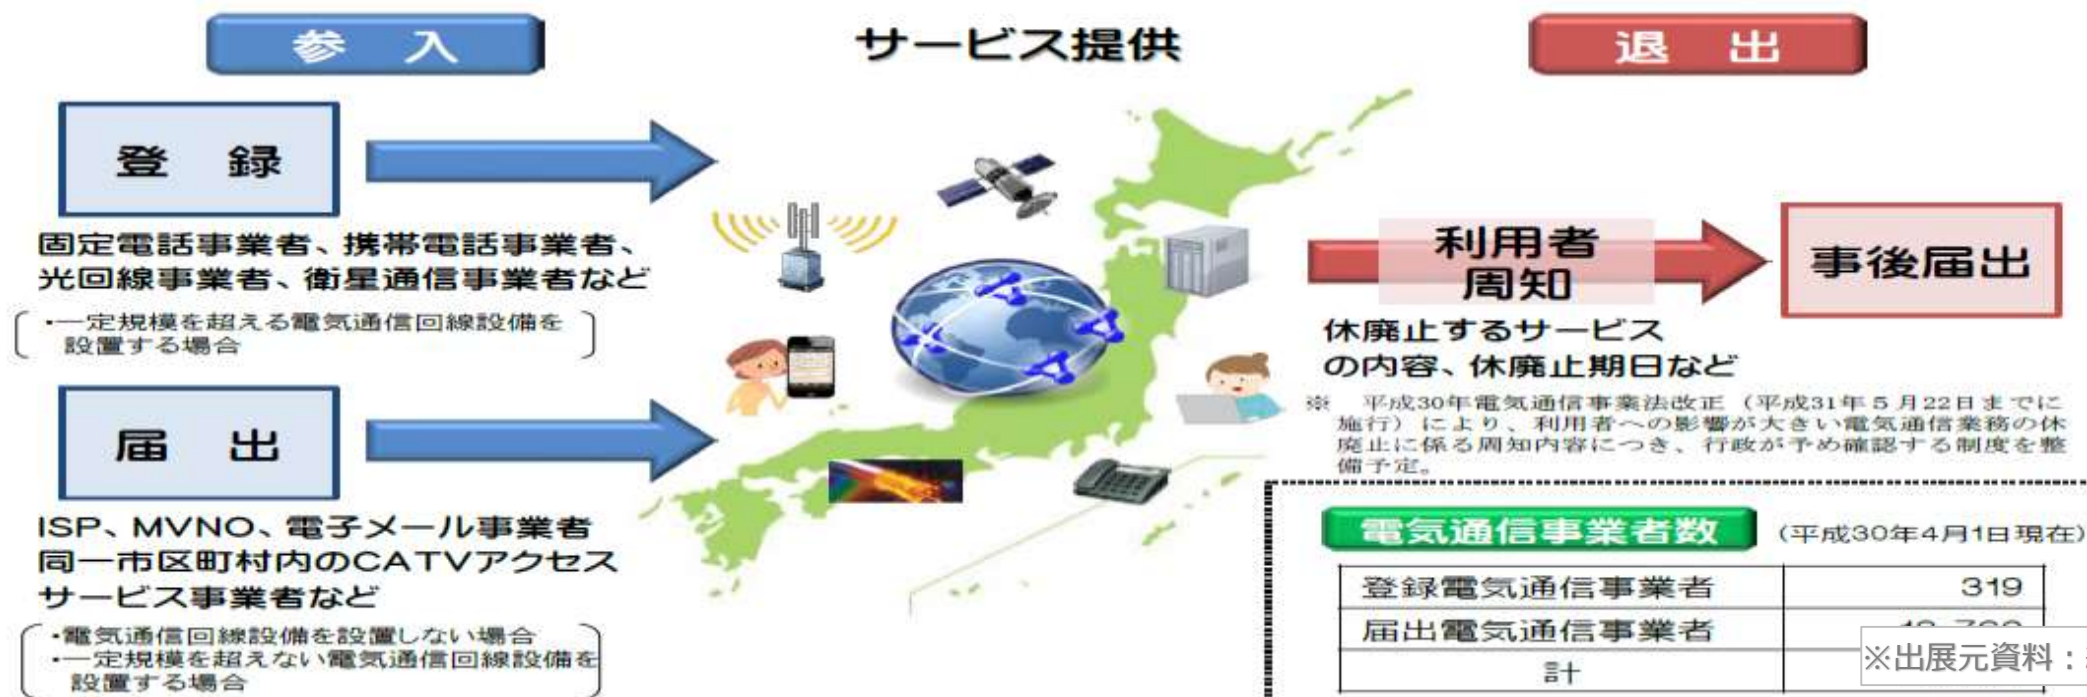 参 入
サービス提供
退 出
登 録
固定電話事業者、携帯電話事業者、
光回線事業者、衛星通信事業者など
・一定規模を超える電気通信回線設備を
設置する場合
届 出
ISP、MVNO、電子メール事業者
同一市区町村内のCATVアクセス
サービス事業者など
・電気通信回線設備を設置しない場合
・一定規模を超えない電気通信回線設備を
設置する場合
利用者
周知
事後届出
休廃止するサービス
の内容、休廃止期日など
※ 平成30年電気通信事業法改正（平成31年5月22日までに
施行）により、利用者への影響が大きい電気通信業務の休
廃止に係る周知内容につき、行政が予め確認する制度を整
備予定。
電気通信事業者数 (平成30年4月1日現在)
登録電気通信事業者 319
届出電気通信事業者
計
※出展元資料：